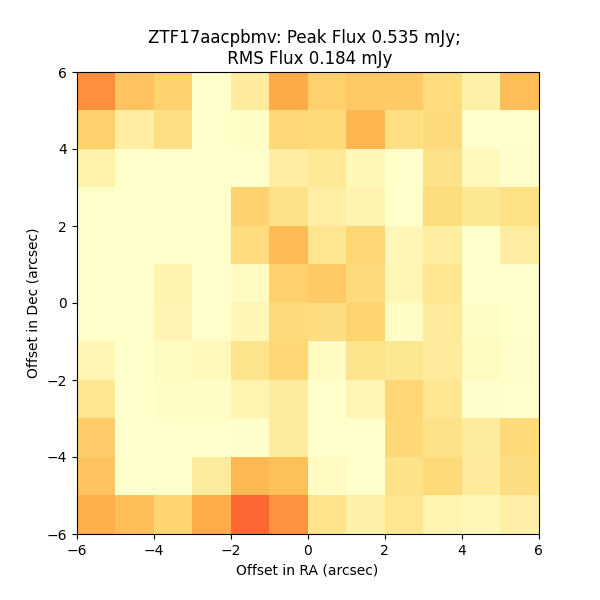 ZTF17aacpbmv: Peak Flux 0.535 mJy;
RMS Flux 0.184 mJy
6
4
2
0
−2
−4
−6
Offset in Dec (arcsec)
−6 −4 −2 0 2 4 6
Offset in RA (arcsec)